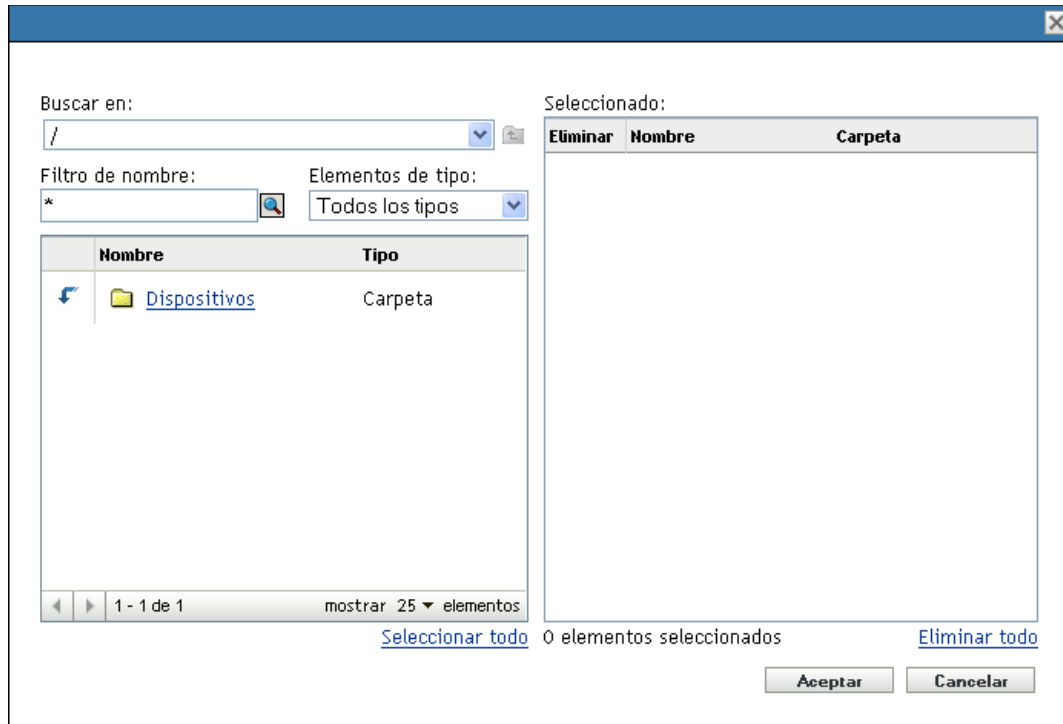 Buscar en:
/
Filtro de nombre:
Elementos de tipo:
*
Todos los tipos
Nombre
Tipo
Dispositivos
Carpeta
1 - 1 de 1
mostrar 25 elementos
Seleccionar todo
Seleccionado:
Eliminar
Nombre
Carpeta
0 elementos seleccionados
Eliminar todo
Aceptar
Cancelar